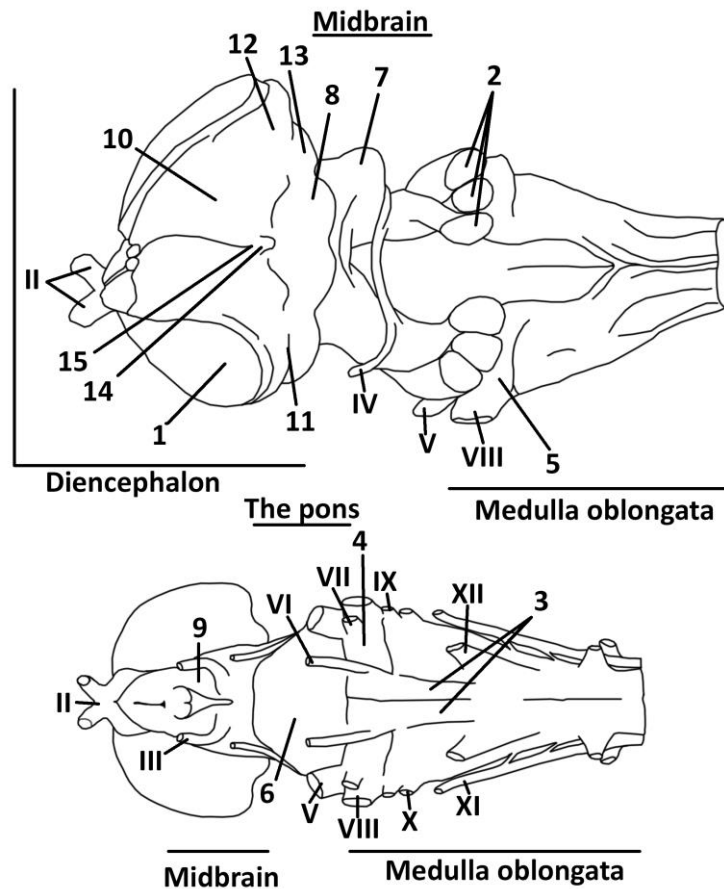 Midbrain
12
13
8
7
2
10
II
15
14
1
11
IV
V
VIII
5
Diencephalon
Medulla oblongata
The pons
4
VII
IX
VI
XII
3
9
II
III
6
V
VIII
X
XI
Midbrain
Medulla oblongata